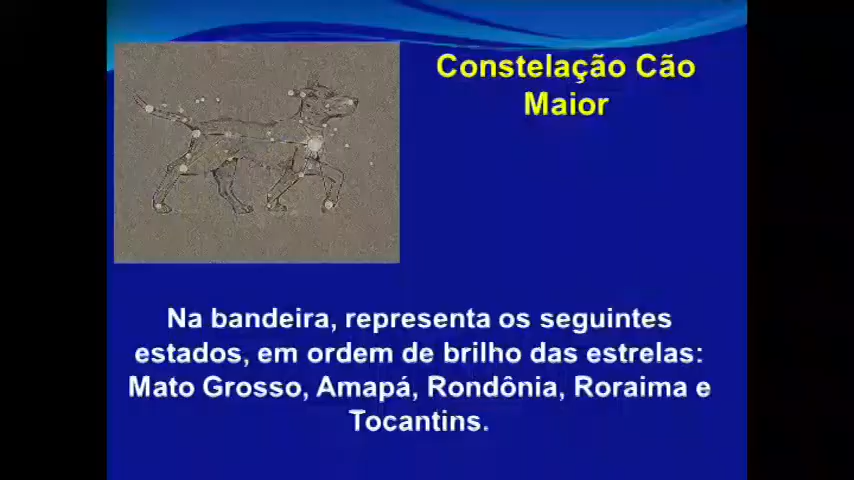 Constelação Cão
Maior
Na bandeira, representa os seguintes
estados, em ordem de brilho das estrelas:
Mato Grosso, Amapá, Rondônia, Roraima e
Tocantins.